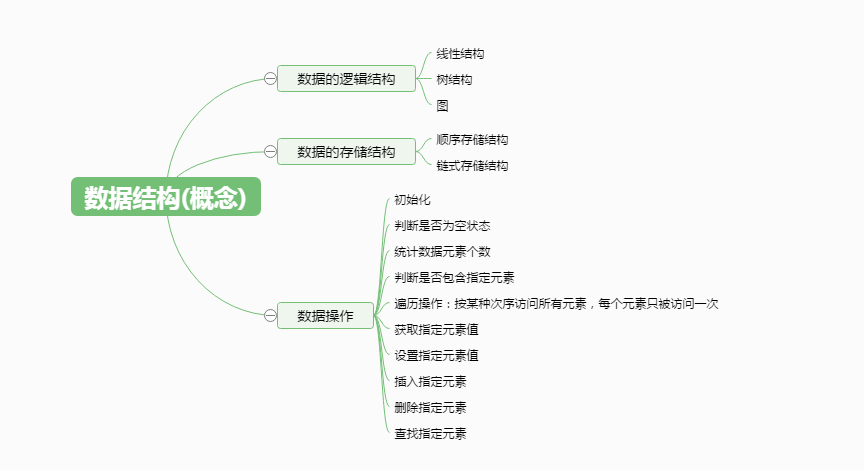 数据结构(概念)
数据的逻辑结构
线性结构
树结构
图
数据的存储结构
顺序存储结构
链式存储结构
数据操作
初始化
判断是否为空状态
统计数据元素个数
判断是否包含指定元素
遍历操作：按某种次序访问所有元素，每个元素只被访问一次
获取指定元素值
设置指定元素值
插入指定元素
删除指定元素
查找指定元素